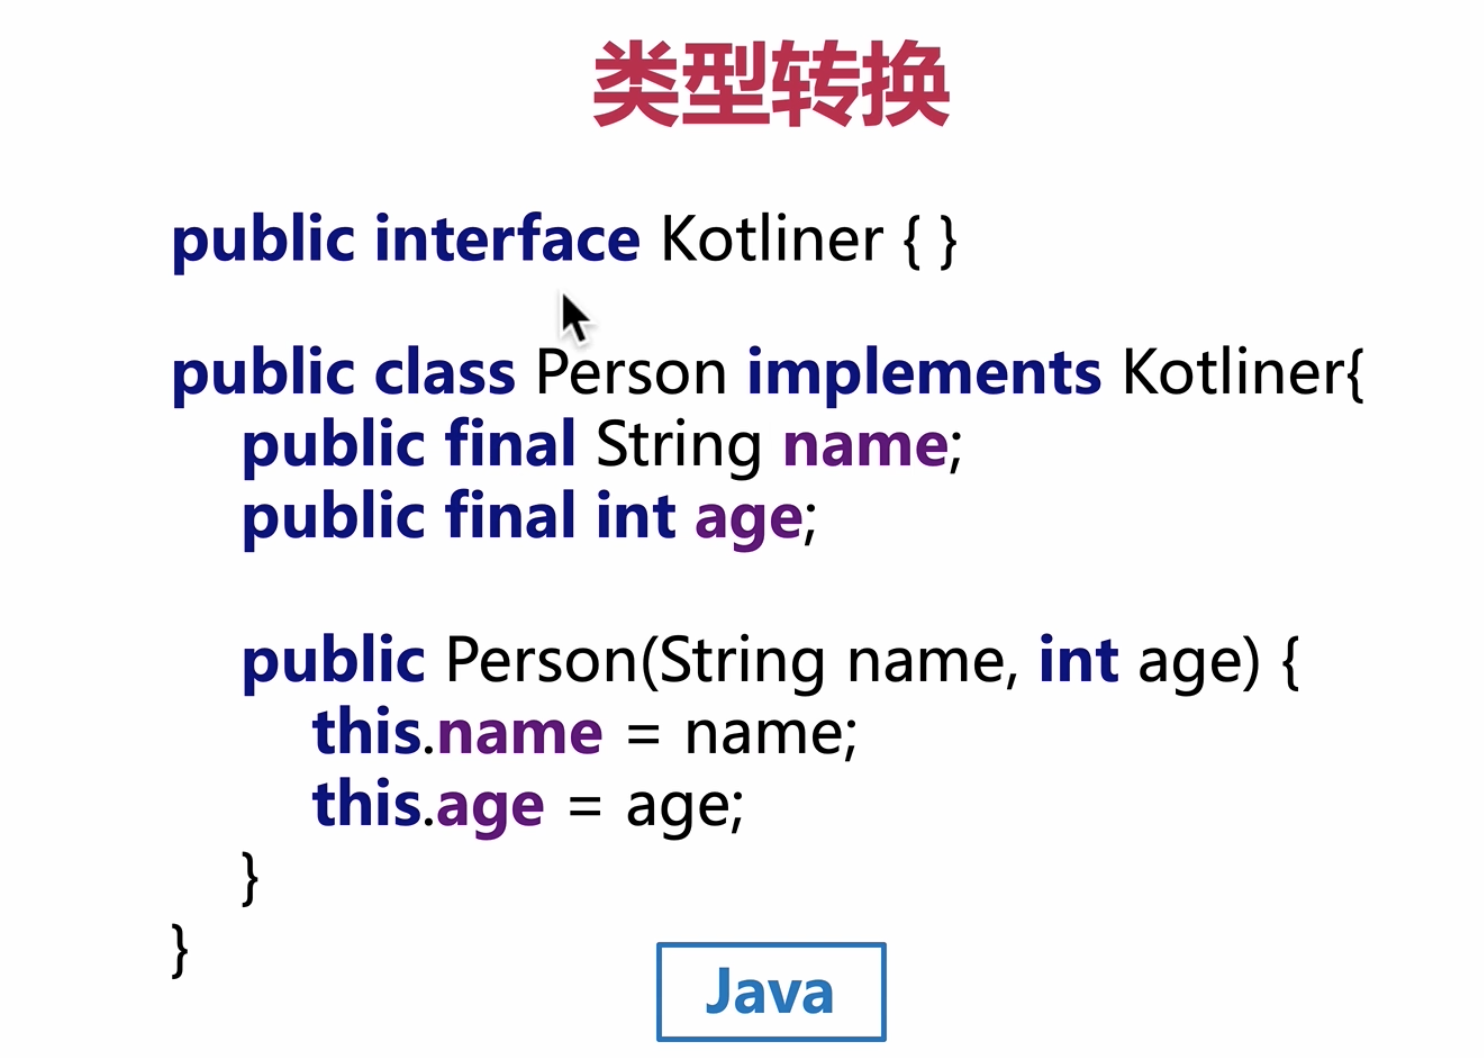 类型转换
public interface Kotliner { }
public class Person implements Kotliner{
public final String name;
public final int age;
public Person(String name, int age) {
this.name = name;
this.age = age;
}
}
Java